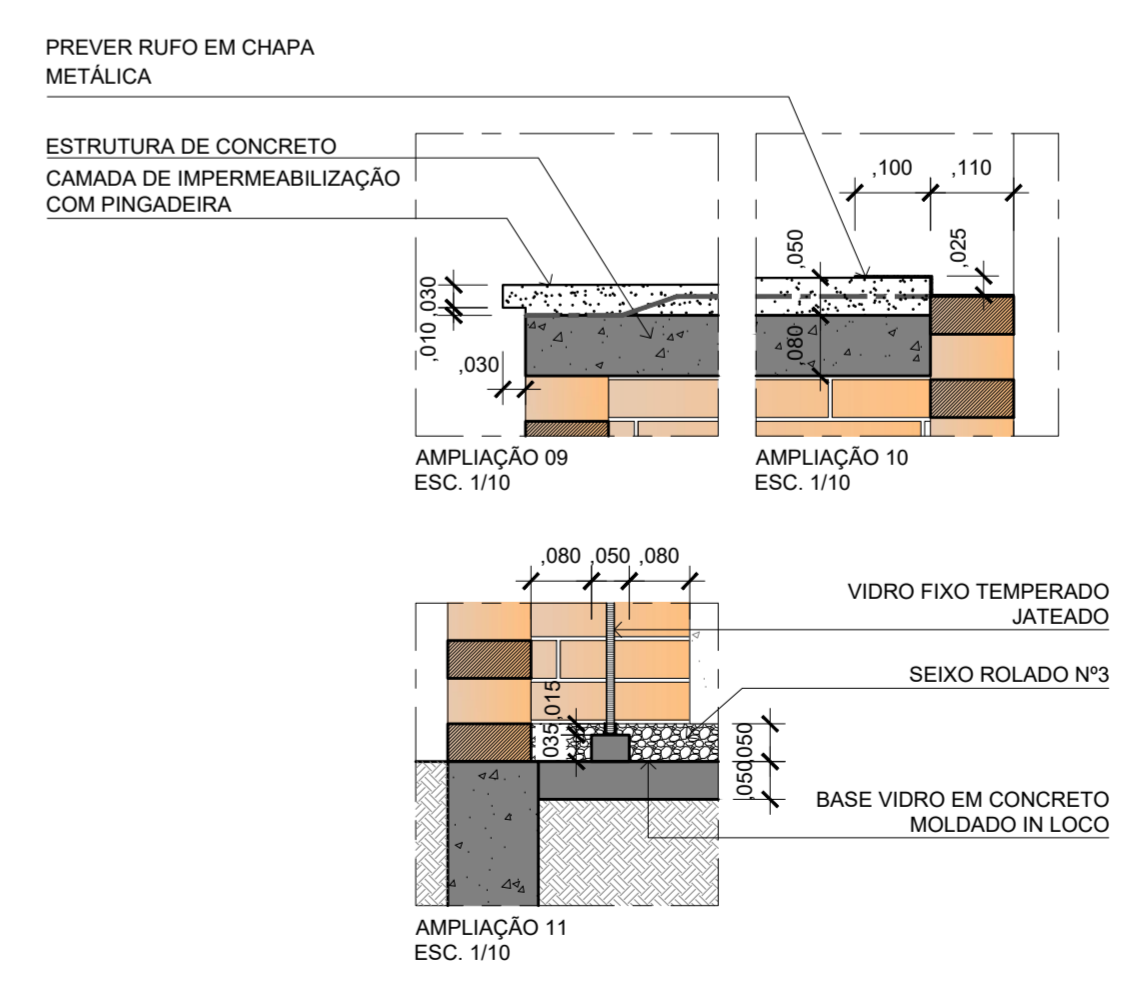 PREVER RUFO EM CHAPA
METÁLICA
ESTRUTURA DE CONCRETO
CAMADA DE IMPERMEABILIZAÇÃO
COM PINGADEIRA
,030
,010
,030
,100
,110
,050
,025
,080
AMPLIAÇÃO 09
ESC. 1/10
AMPLIAÇÃO 10
ESC. 1/10
,080
,050
,080
VIDRO FIXO TEMPERADO
JATEADO
SEIXO ROLADO Nº3
,015
,035
,050
,050
BASE VIDRO EM CONCRETO
MOLDADO IN LOCO
AMPLIAÇÃO 11
ESC. 1/10